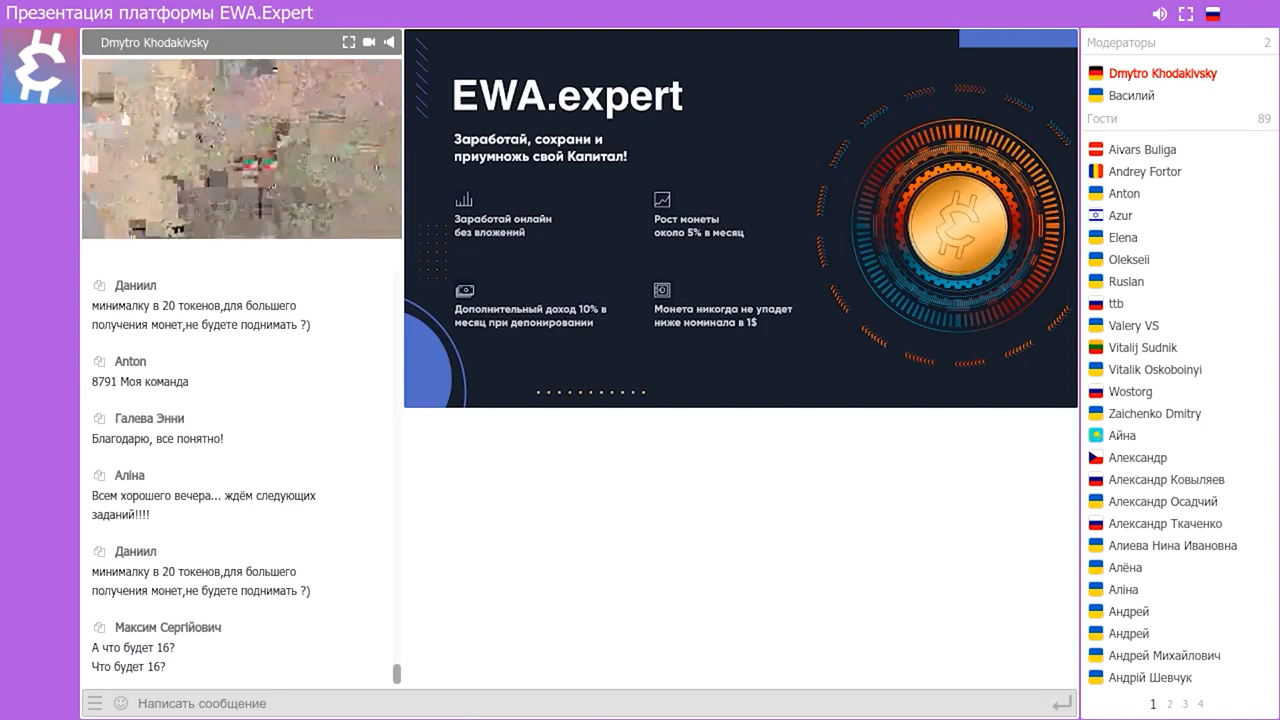 Презентация платформы EWA.Expert
Dmytro Khodakivsky
Даниил
минималку в 20 токенов,для большего
получения монет,не будете поднимать ?)
Anton
8791 Моя команда
Галева Энни
Благодарю, все понятно!
Аліна
Всем хорошего вечера... ждём следующих
заданий!!!!
Даниил
минималку в 20 токенов,для большего
получения монет,не будете поднимать ?)
Максим Сергійович
А что будет 16?
Что будет 16?
Написать сообщение
EWA.expert
Заработай, сохрани и
приумножь свой Капитал!
Заработай онлайн
без вложений
Рост монеты
около 5% в месяц
Дополнительный доход 10% в
месяц при депонировании
Монета никогда не упадет
ниже номинала в 1$
Модераторы 2
Dmytro Khodakivsky
Василий
Гости 89
Aivars Buliga
Andrey Fortor
Anton
Azur
Elena
Olekseii
Ruslan
ttb
Valery VS
Vitalij Sudnik
Vitalik Oskoboinyi
Wostorg
Zaichenko Dmitry
Айна
Александр
Александр Ковыляев
Александр Осадчий
Александр Ткаченко
Алиева Нина Ивановна
Алёна
Аліна
Андрей
Андрей
Андрей Михайлович
Андрій Шевчук
1 2 3 4